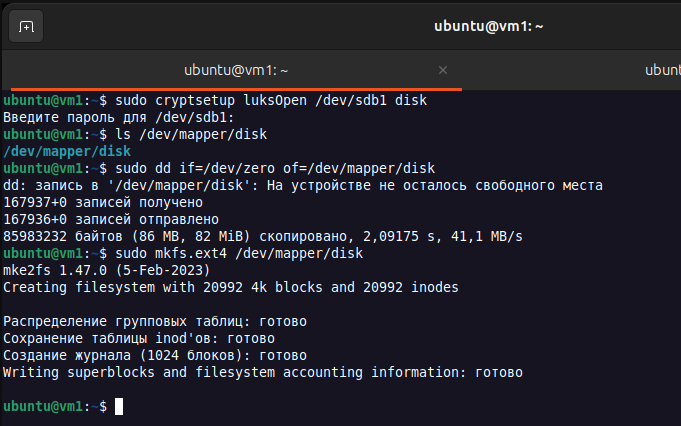 ubuntu@vm1: ~
ubuntu@vm1: ~
ubunt
ubuntu@vm1:~$ sudo cryptsetup luksOpen /dev/sdb1 disk
Введите пароль для /dev/sdb1:
ubuntu@vm1:~$ ls /dev/mapper/disk
/dev/mapper/disk
ubuntu@vm1:~$ sudo dd if=/dev/zero of=/dev/mapper/disk
dd: запись в '/dev/mapper/disk': На устройстве не осталось свободного места
167937+0 записей получено
167936+0 записей отправлено
85983232 байтов (86 MB, 82 MiB) скопировано, 2,09175 s, 41,1 MB/s
ubuntu@vm1:~$ sudo mkfs.ext4 /dev/mapper/disk
mke2fs 1.47.0 (5-Feb-2023)
Creating filesystem with 20992 4k blocks and 20992 inodes
Распределение групповых таблиц: готово
Сохранение таблицы inod'ов: готово
Создание журнала (1024 блоков): готово
Writing superblocks and filesystem accounting information: готово
ubuntu@vm1:~$